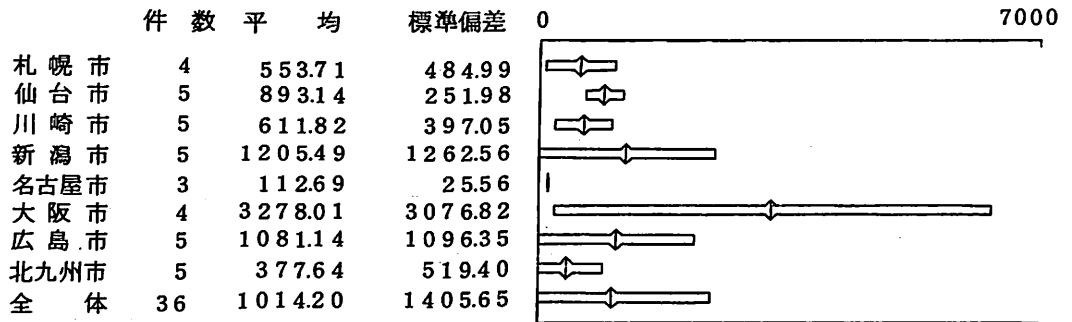 件数 平均 標準偏差 0 7000
札幌市 4 553.71 484.99
仙台市 5 893.14 251.98
川崎市 5 611.82 397.05
新潟市 5 1205.49 1262.56
名古屋市 3 112.69 25.56
大阪市 4 3278.01 3076.82
広島市 5 1081.14 1096.35
北九州市 5 377.64 519.40
全体 36 1014.20 1405.65